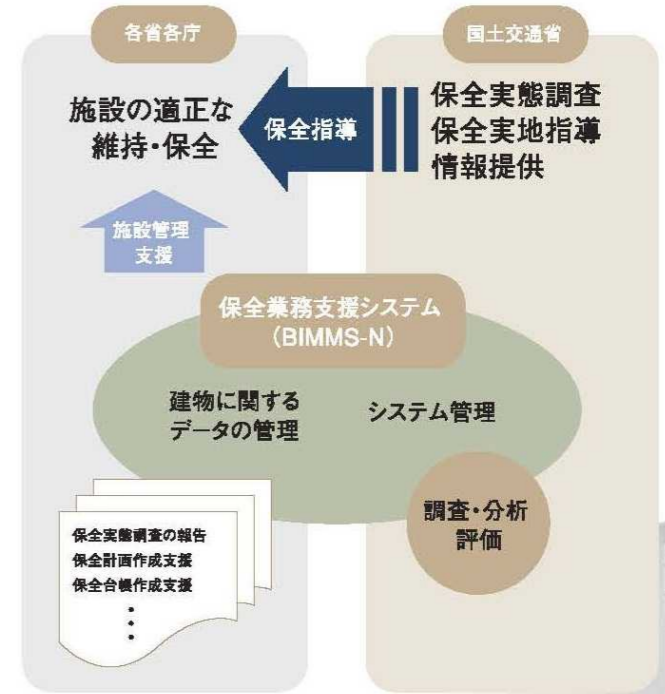 各省各庁
国土交通省
施設の適正な
維持・保全
保全指導
保全実態調査
保全実地指導
情報提供
施設管理
支援
保全業務支援システム
(BIMMS-N)
建物に関する
データの管理
システム管理
調査・分析
評価
保全実態調査の報告
保全計画作成支援
保全台帳作成支援
・
・
・